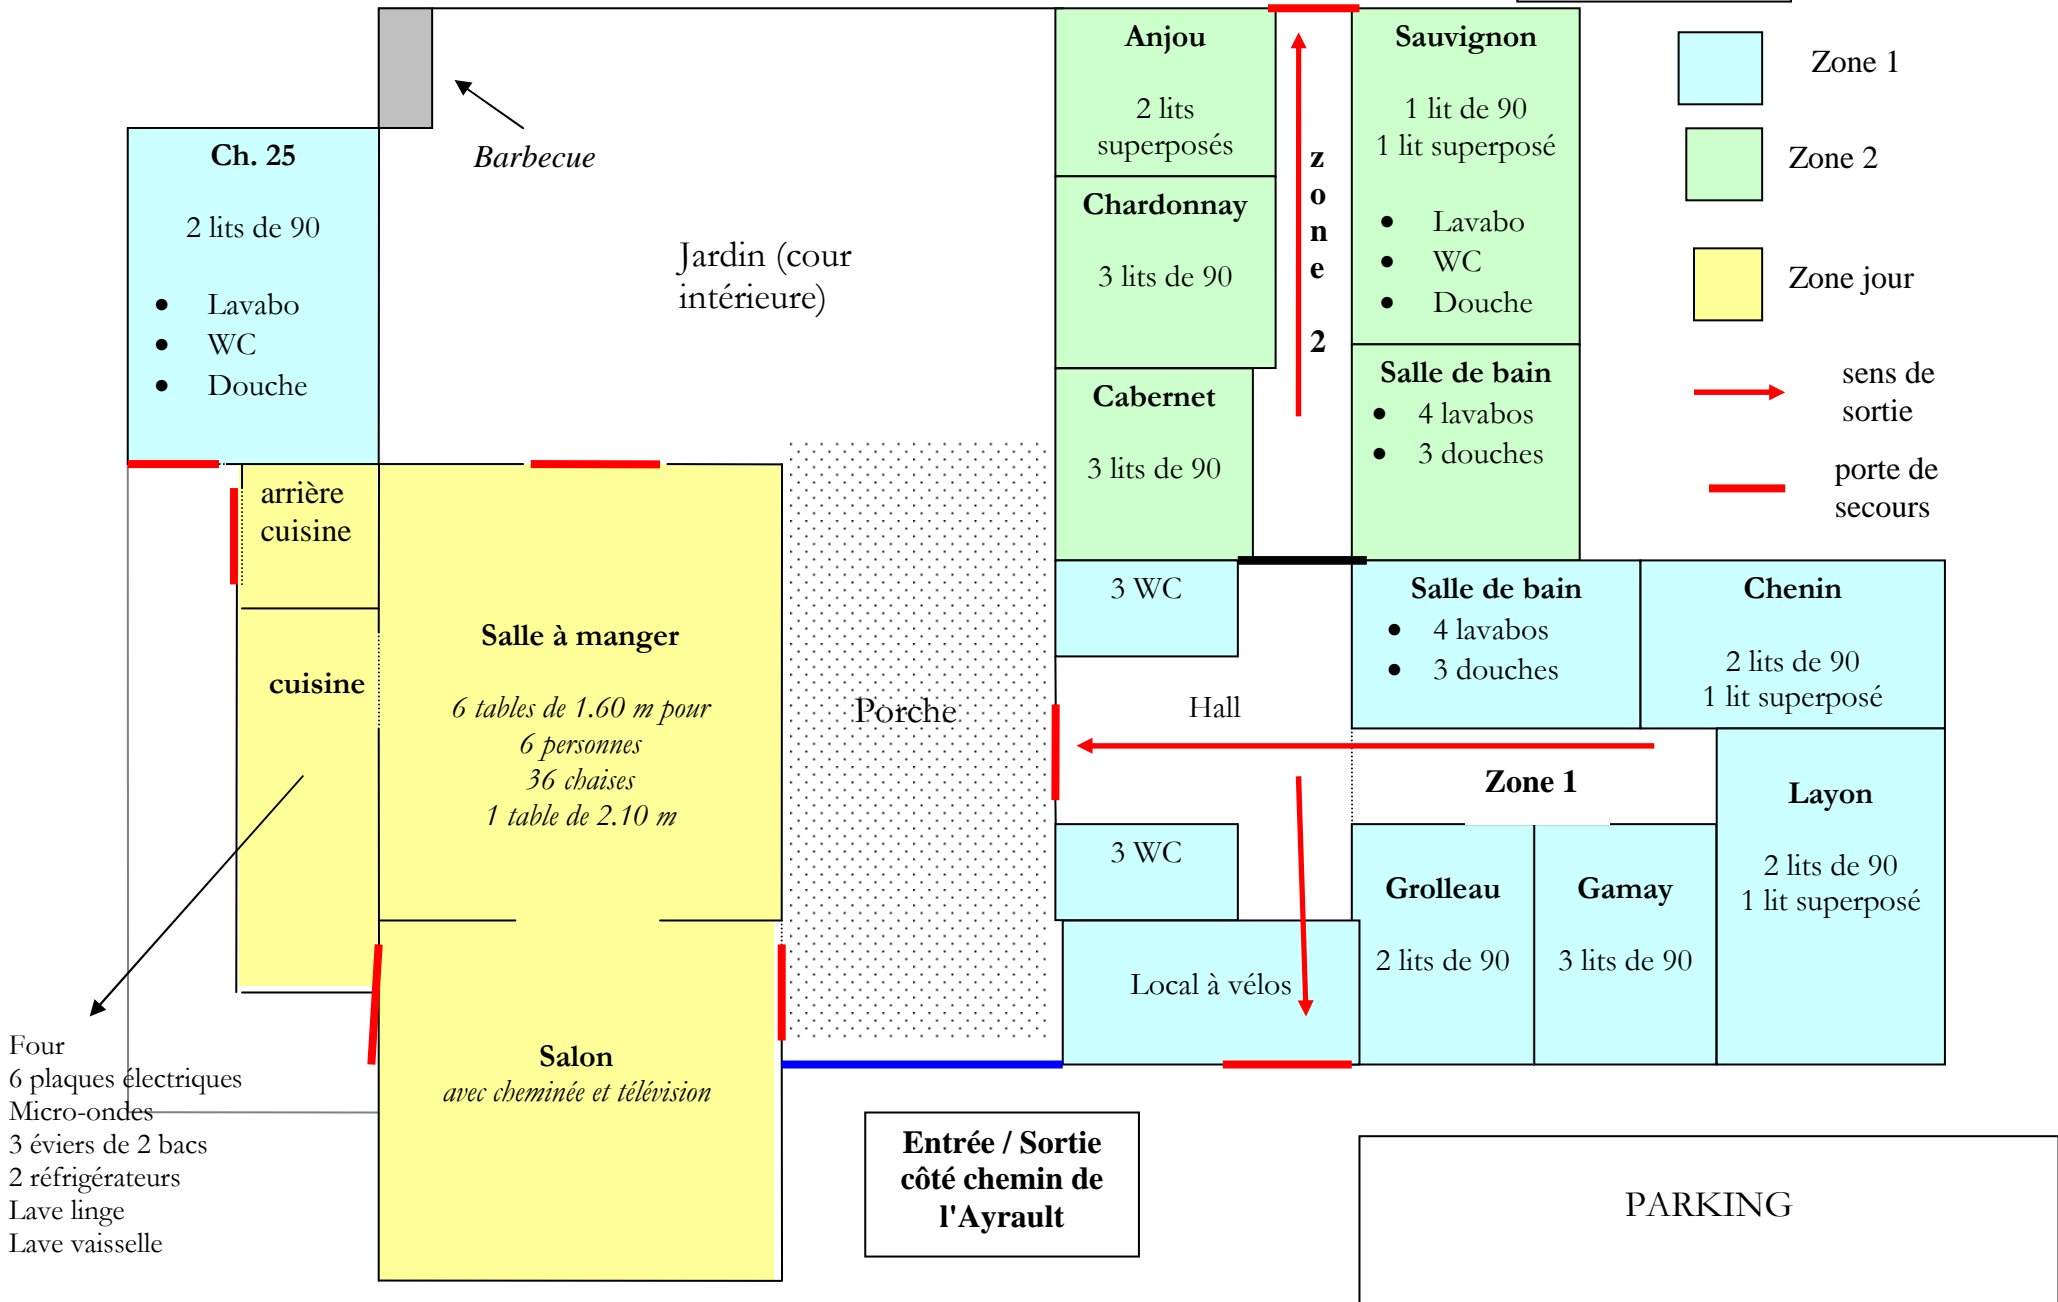 Anjou
2 lits
superposés
Chardonnay
3 lits de 90
Cabernet
3 lits de 90
zone 2
Sauvignon
1 lit de 90
1 lit superposé
• Lavabo
• WC
• Douche
Salle de bain
• 4 lavabos
• 3 douches
Zone 1
Zone 2
Zone jour
sens de
sortie
porte de
secours
Ch. 25
2 lits de 90
• Lavabo
• WC
• Douche
Barbecue
Jardin (cour
intérieure)
arrière
cuisine
cuisine
Salle à manger
6 tables de 1.60 m pour
6 personnes
36 chaises
1 table de 2.10 m
Porche
3 WC
Hall
3 WC
Local à vélos
Salle de bain
• 4 lavabos
• 3 douches
Chenin
2 lits de 90
1 lit superposé
Zone 1
Layon
2 lits de 90
1 lit superposé
Grolleau
2 lits de 90
Gamay
3 lits de 90
Salon
avec cheminée et télévision
Four
6 plaques électriques
Micro-ondes
3 éviers de 2 bacs
2 réfrigérateurs
Lave linge
Lave vaisselle
Entrée / Sortie
côté chemin de
l'Ayrault
PARKING